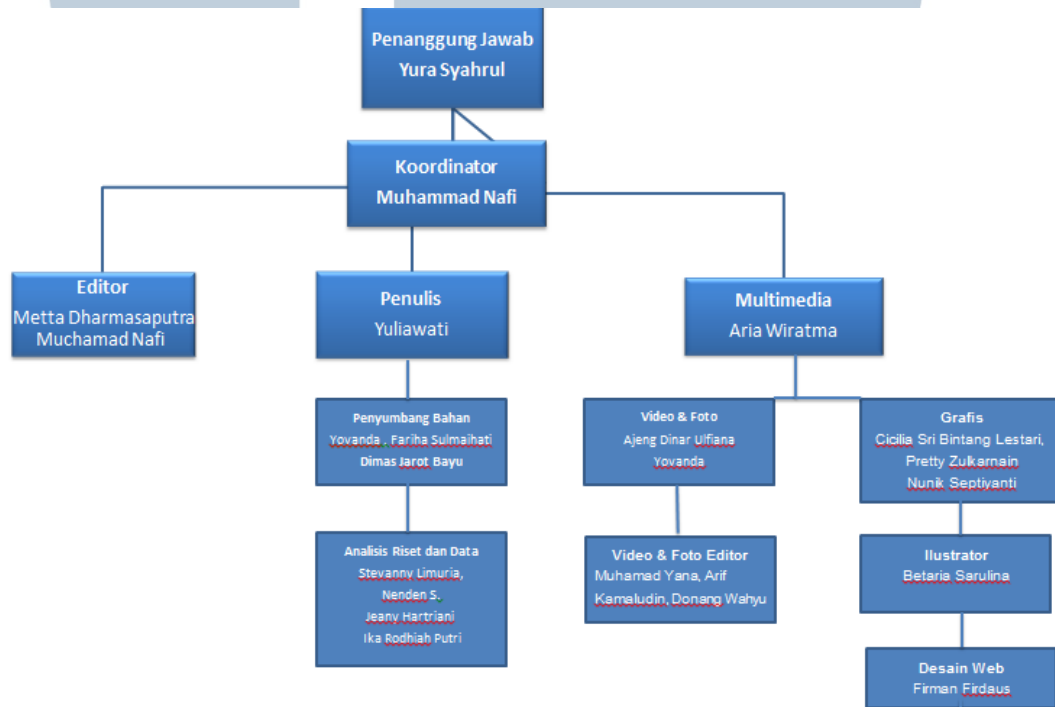 Penanggung Jawab
Yura Syahrul
Koordinator
Muhammad Nafi
Editor
Metta Dharmasaputra
Muchamad Nafi
Penulis
Yuliawati
Multimedia
Aria Wiratma
Penyumbang Bahan
Yovanda , Fariha Sulmaihati
Dimas Jarot Bayu
Analisis Riset dan Data
Stevanny Limuria,
Nenden S.
Jeany Hartriani
Ika Rodhiah Putri
Video & Foto
Ajeng Dinar Ulfiana
Yovanda
Video & Foto Editor
Muhamad Yana, Arif
Kamaludin, Donang Wahyu
Grafis
Cicilia Sri Bintang Lestari,
Pretty Zulkarnain
Nunik Septiyanti
Ilustrator
Betaria Sarulina
Desain Web
Firman Firdaus